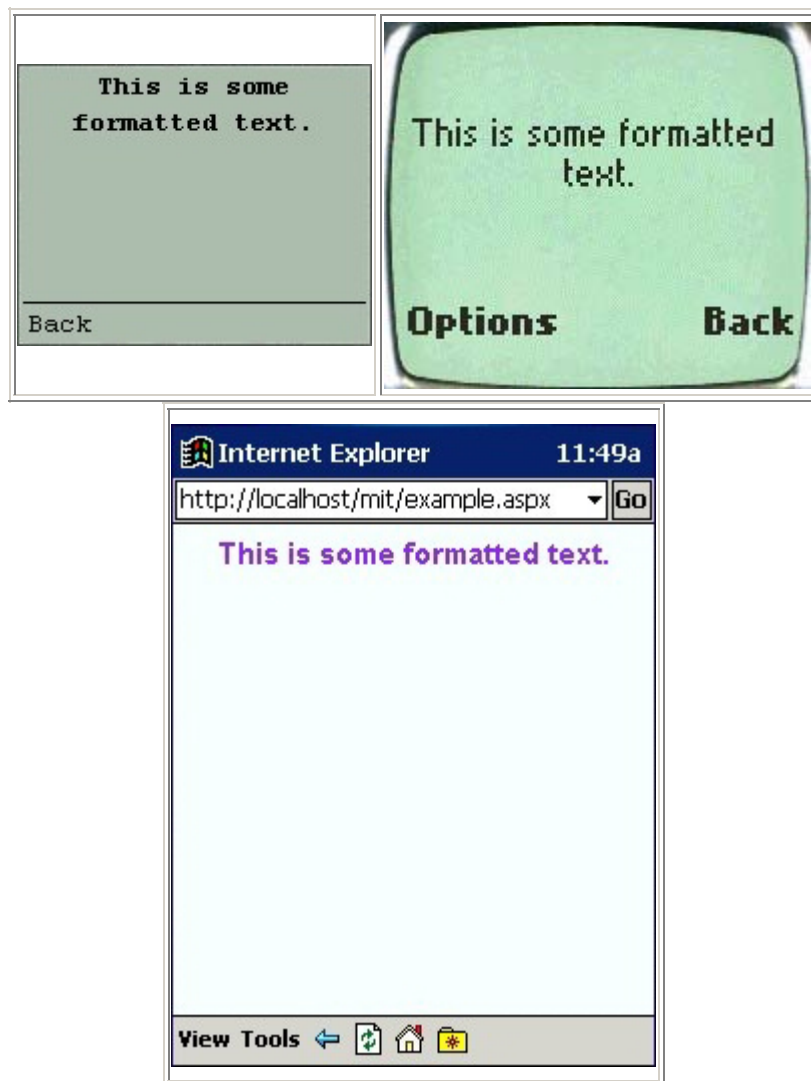 This is some
formatted text.
Back
This is some formatted
text.
Options Back
Internet Explorer 11:49a
http://localhost/mit/example.aspx Go
This is some formatted text.
View Tools